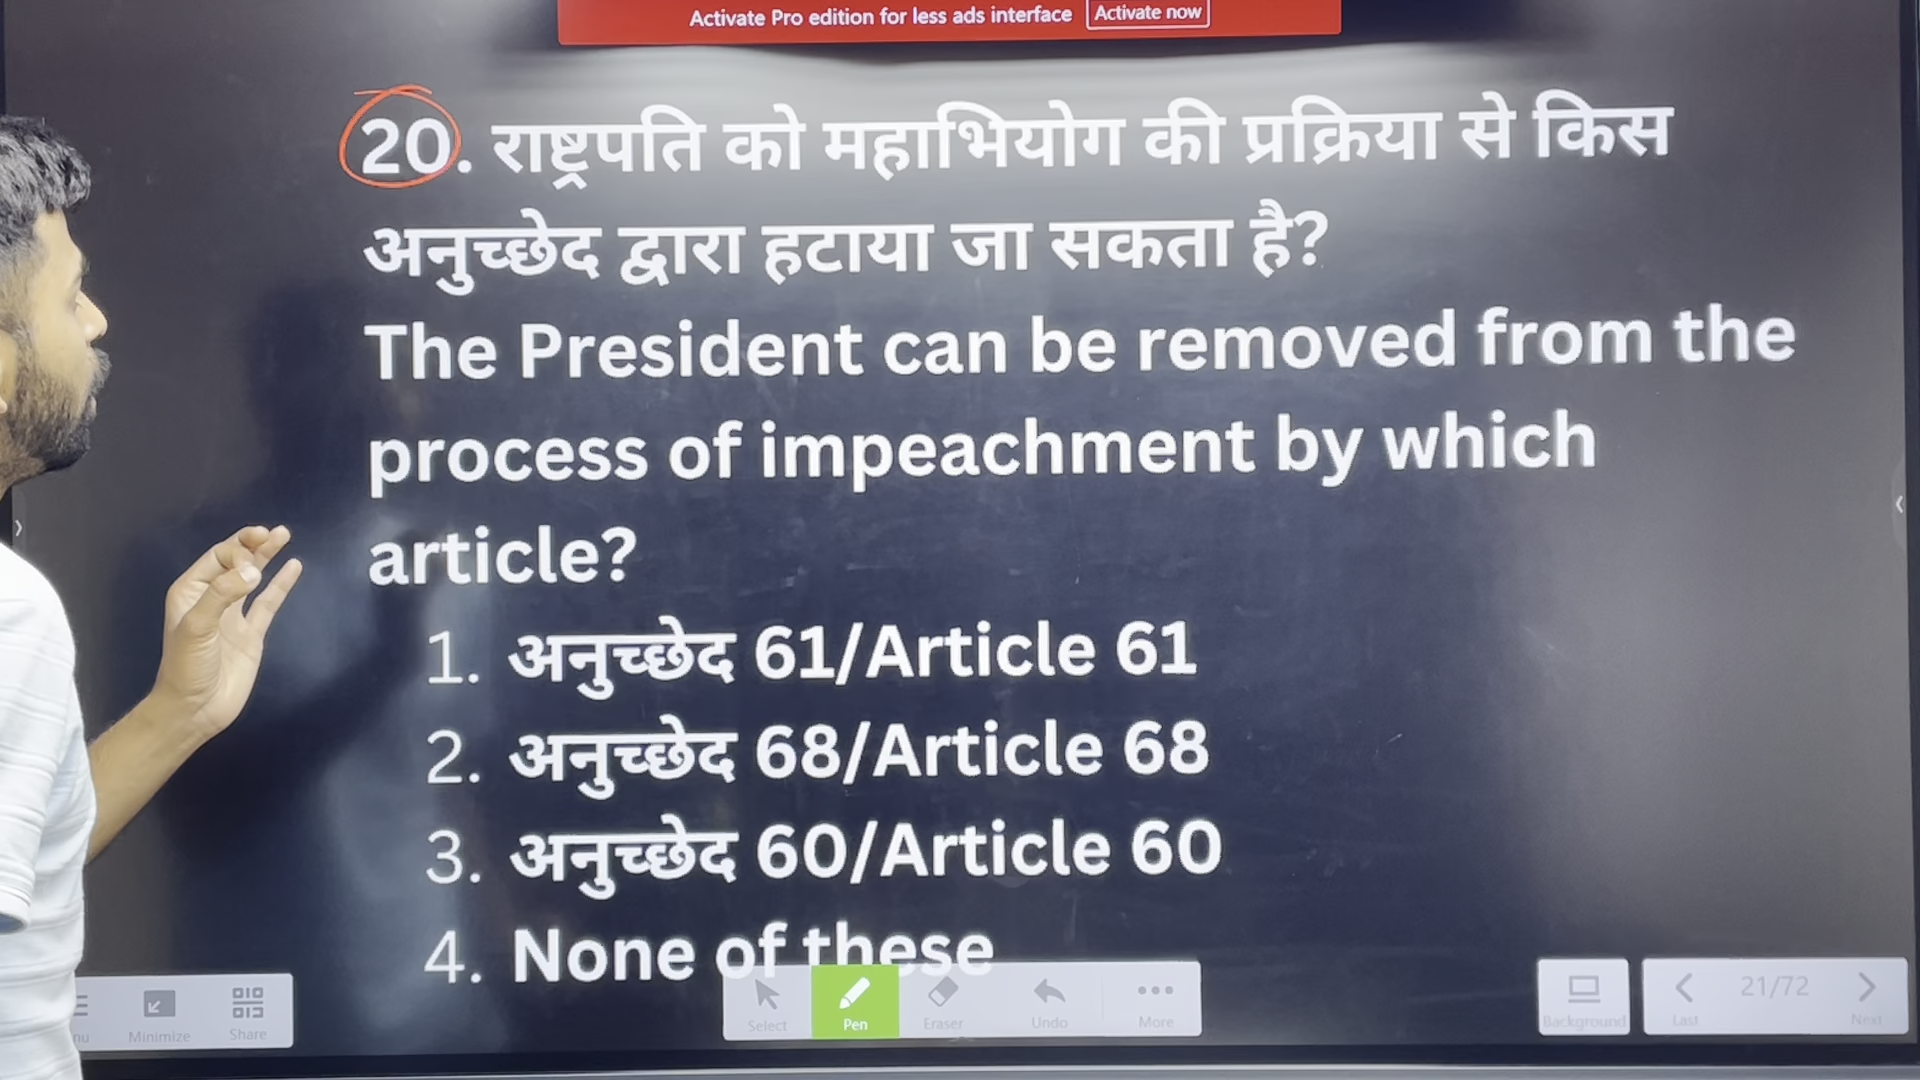 Activate Pro edition for less ads interface Activate now
20. राष्ट्रपति को महाभियोग की प्रक्रिया से किस
अनुच्छेद द्वारा हटाया जा सकता है?
The President can be removed from the
process of impeachment by which
article?
1. अनुच्छेद 61/Article 61
2. अनुच्छेद 68/Article 68
3. अनुच्छेद 60/Article 60
4. None of these
nu Minimize Share Select Pen Eraser Undo More Background Last 21/72 Next